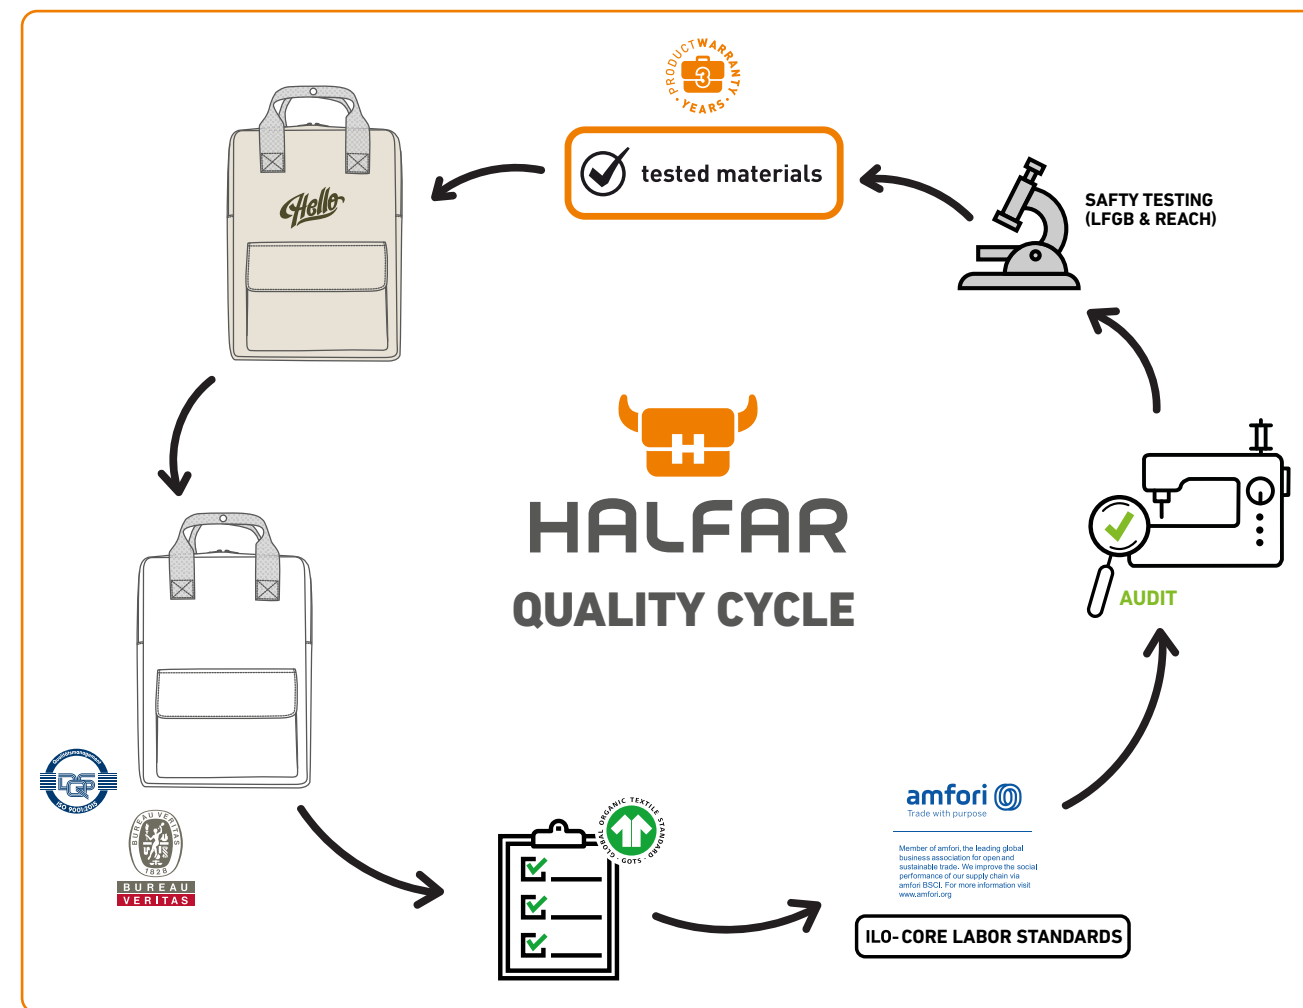 PRODUCT WARRANTY
3
· YEARS ·
tested materials
SAFTY TESTING
(LFGB & REACH)
Hello
HALFAR
QUALITY CYCLE
AUDIT
Qualitätsmanagement
DQS
ISO 9001:2015
BUREAU VERITAS
1828
BUREAU
VERITAS
GLOBAL ORGANIC TEXTILE STANDARD
· GOTS ·
amfori
Trade with purpose
Member of amfori, the leading global
business association for open and
sustainable trade. We improve the social
performance of our supply chain via
amfori BSCI. For more information visit
www.amfori.org
ILO-CORE LABOR STANDARDS